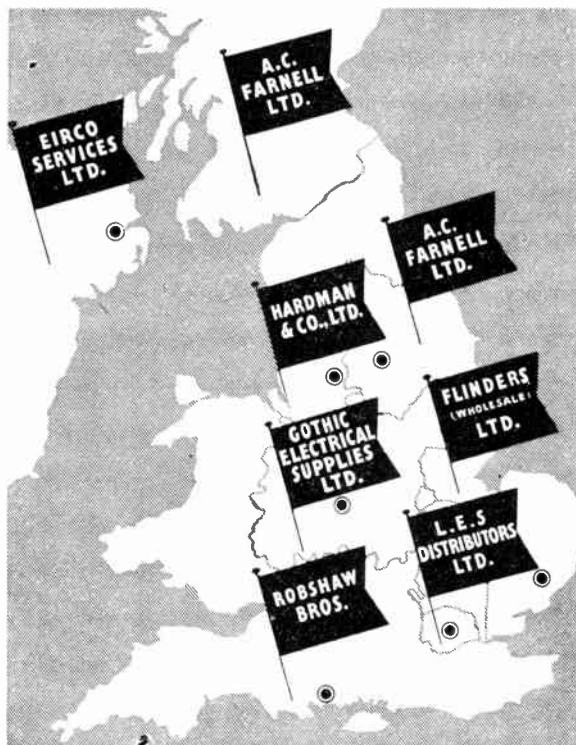 A.C.
FARNELL
LTD.
EIRCO
SERVICES
LTD.
A.C.
FARNELL
LTD.
HARDMAN
& CO., LTD.
FLINDERS
(WHOLESALE)
LTD.
GOTHIC
ELECTRICAL
SUPPLIES
LTD.
L.E.S
DISTRIBUTORS
LTD.
ROBSHAW
BROS.